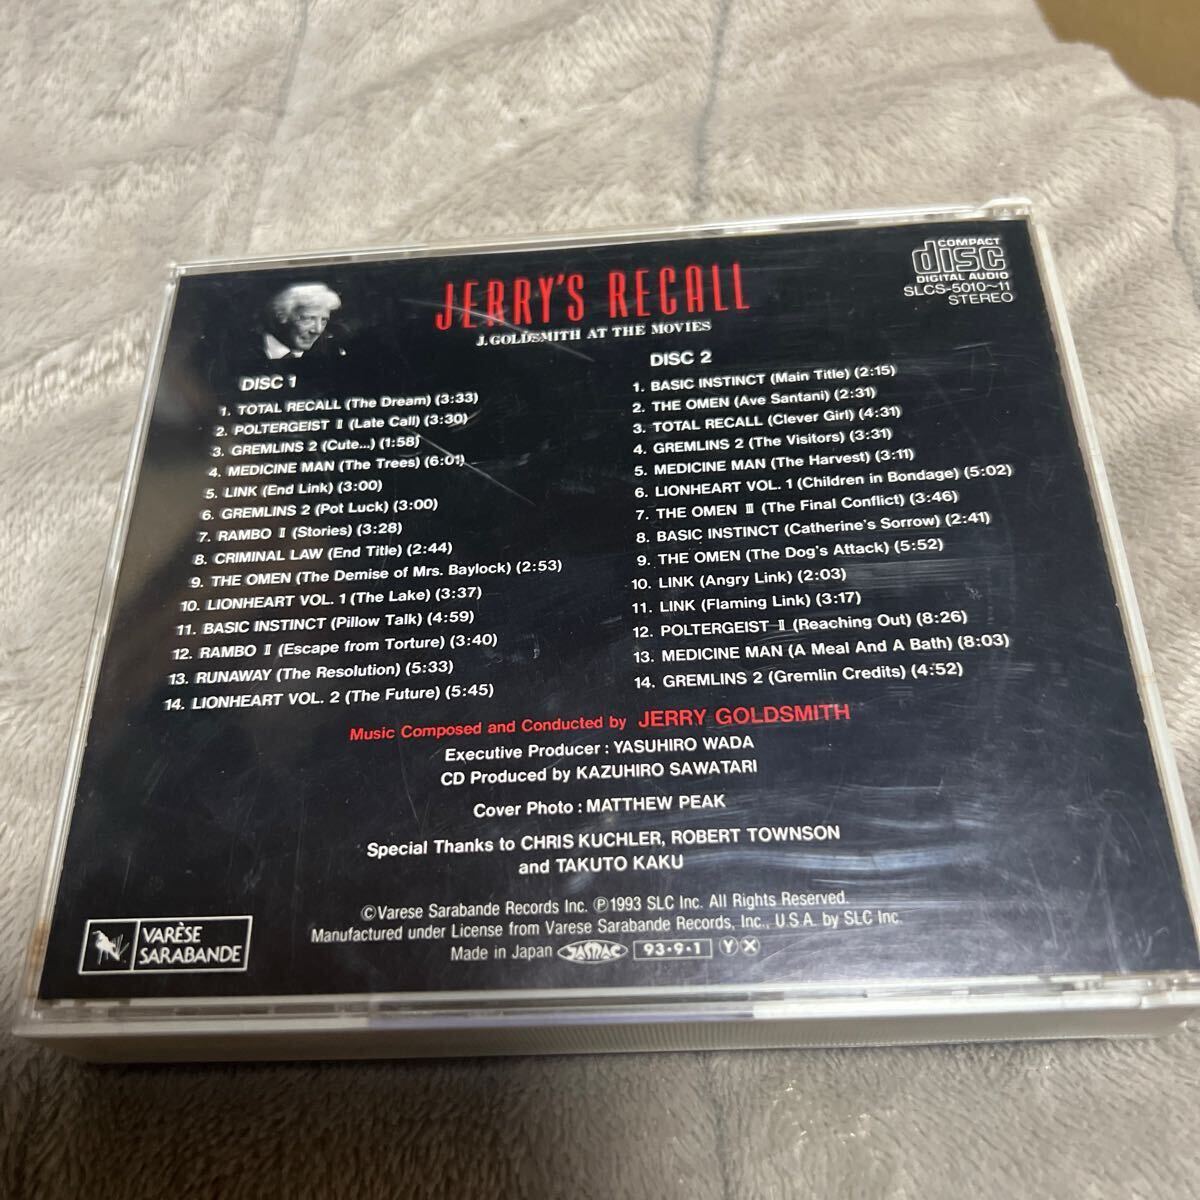 JERRY'S RECALL
J. GOLDSMITH AT THE MOVIES
COMPACT
disc
DIGITAL AUDIO
SLCS-5010~11
STEREO
DISC 1
1. TOTAL RECALL (The Dream) (3:33)
2. POLTERGEIST Ⅱ (Late Call) (3:30)
3. GREMLINS 2 (Cute...) (1:58)
4. MEDICINE MAN (The Trees) (6:01)
5. LINK (End Link) (3:00)
6. GREMLINS 2 (Pot Luck) (3:00)
7. RAMBO Ⅱ (Stories) (3:28)
8. CRIMINAL LAW (End Title) (2:44)
9. THE OMEN (The Demise of Mrs. Baylock) (2:53)
10. LIONHEART VOL. 1 (The Lake) (3:37)
11. BASIC INSTINCT (Pillow Talk) (4:59)
12. RAMBO Ⅱ (Escape from Torture) (3:40)
13. RUNAWAY (The Resolution) (5:33)
14. LIONHEART VOL. 2 (The Future) (5:45)
DISC 2
1. BASIC INSTINCT (Main Title) (2:15)
2. THE OMEN (Ave Santani) (2:31)
3. TOTAL RECALL (Clever Girl) (4:31)
4. GREMLINS 2 (The Visitors) (3:31)
5. MEDICINE MAN (The Harvest) (3:11)
6. LIONHEART VOL. 1 (Children in Bondage) (5:02)
7. THE OMEN Ⅲ (The Final Conflict) (3:46)
8. BASIC INSTINCT (Catherine's Sorrow) (2:41)
9. THE OMEN (The Dog's Attack) (5:52)
10. LINK (Angry Link) (2:03)
11. LINK (Flaming Link) (3:17)
12. POLTERGEIST Ⅱ (Reaching Out) (8:26)
13. MEDICINE MAN (A Meal And A Bath) (8:03)
14. GREMLINS 2 (Gremlin Credits) (4:52)
Music Composed and Conducted by JERRY GOLDSMITH
Executive Producer : YASUHIRO WADA
CD Produced by KAZUHIRO SAWATARI
Cover Photo : MATTHEW PEAK
Special Thanks to CHRIS KUCHLER, ROBERT TOWNSON
and TAKUTO KAKU
©Varese Sarabande Records Inc. ℗1993 SLC Inc. All Rights Reserved.
Manufactured under License from Varese Sarabande Records, Inc., U.S.A. by SLC Inc.
Made in Japan JASRAC 93·9·1 Ⓨ Ⓧ
VARÈSE
SARABANDE